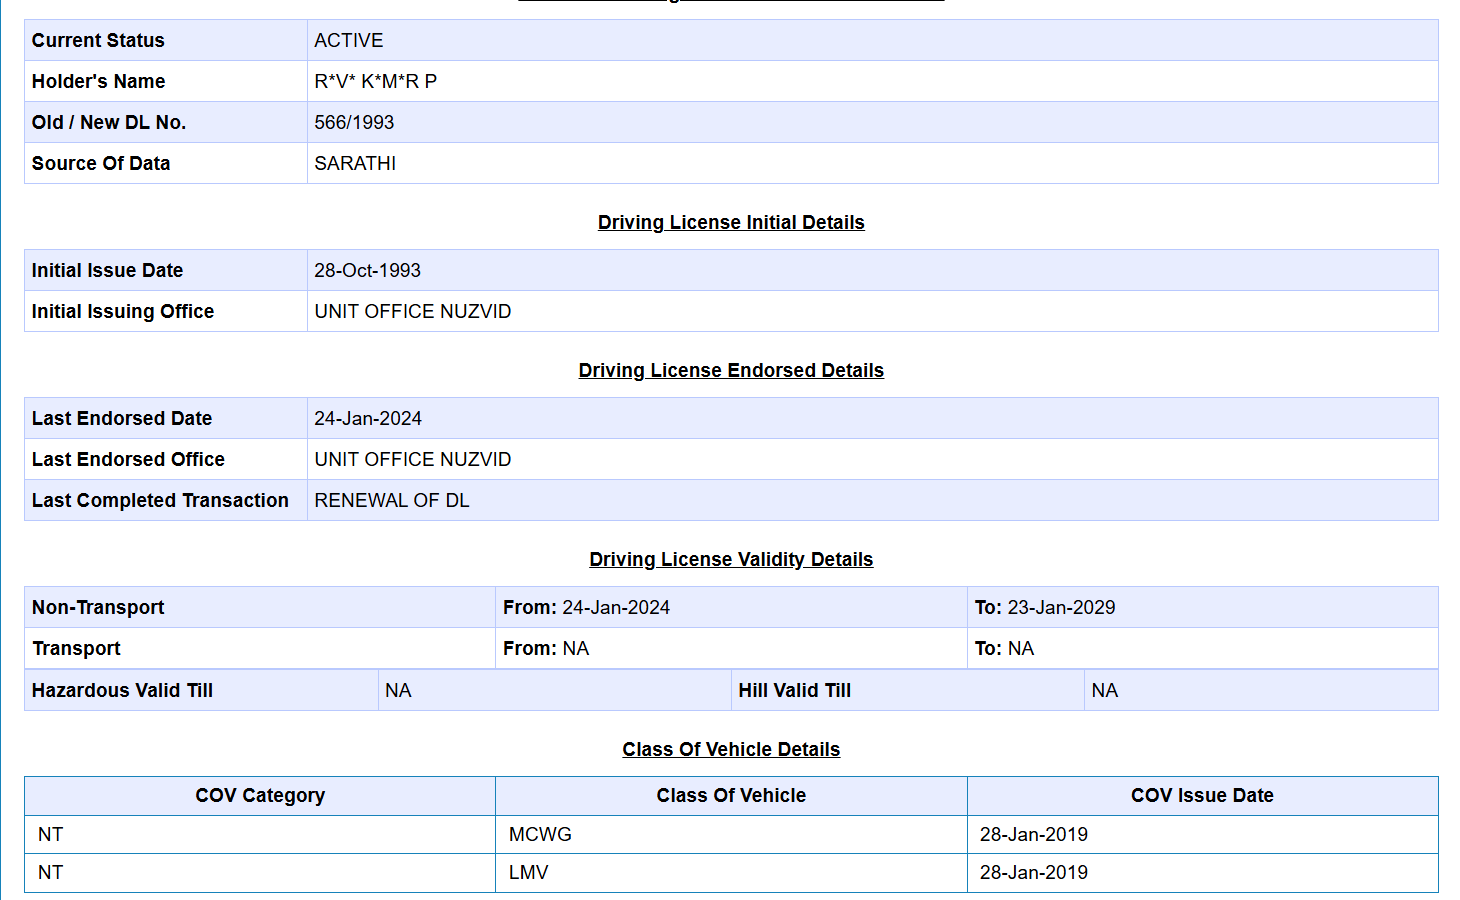 Current Status ACTIVE
Holder's Name R*V* K*M*R P
Old / New DL No. 566/1993
Source Of Data SARATHI
Driving License Initial Details
Initial Issue Date 28-Oct-1993
Initial Issuing Office UNIT OFFICE NUZVID
Driving License Endorsed Details
Last Endorsed Date 24-Jan-2024
Last Endorsed Office UNIT OFFICE NUZVID
Last Completed Transaction RENEWAL OF DL
Driving License Validity Details
Non-Transport From: 24-Jan-2024 To: 23-Jan-2029
Transport From: NA To: NA
Hazardous Valid Till NA Hill Valid Till NA
Class Of Vehicle Details
COV Category Class Of Vehicle COV Issue Date
NT MCWG 28-Jan-2019
NT LMV 28-Jan-2019